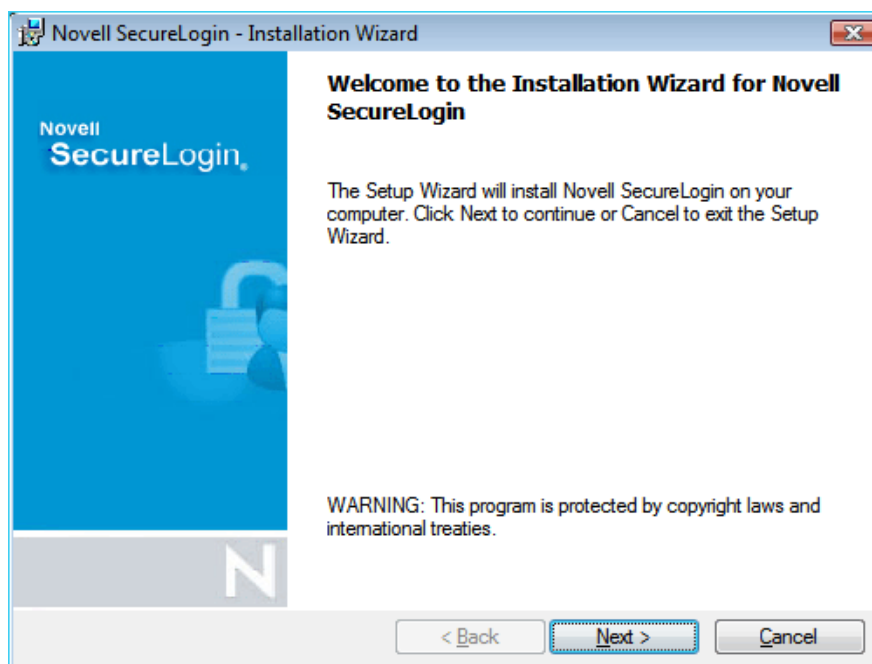 Novell SecureLogin - Installation Wizard
Novell
SecureLogin®
Welcome to the Installation Wizard for Novell
SecureLogin
The Setup Wizard will install Novell SecureLogin on your
computer. Click Next to continue or Cancel to exit the Setup
Wizard.
WARNING: This program is protected by copyright laws and
international treaties.
N
< Back
Next >
Cancel